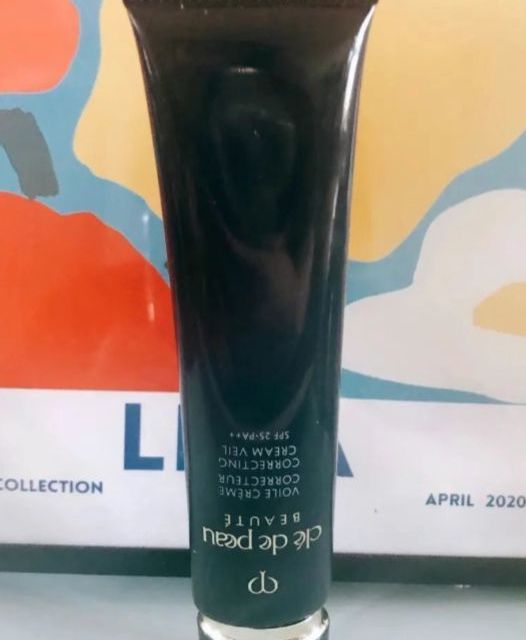 clé de peau
BEAUTÉ
VOILE CRÈME
CORRECTEUR
CORRECTING
CREAM VEIL
SPF 25·PA++
COLLECTION
APRIL 2020